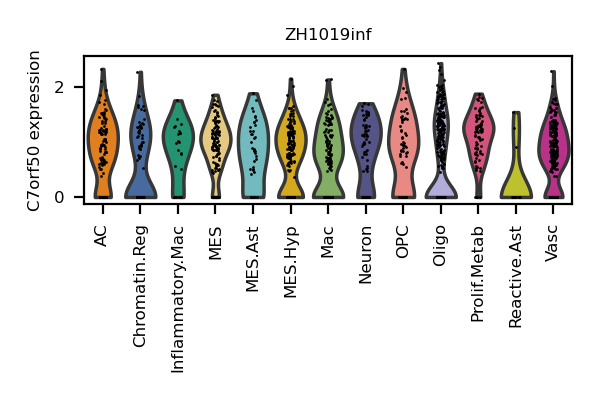 ZH1019inf
C7orf50 expression
2
0
AC
Chromatin.Reg
Inflammatory.Mac
MES
MES.Ast
MES.Hyp
Mac
Neuron
OPC
Oligo
Prolif.Metab
Reactive.Ast
Vasc